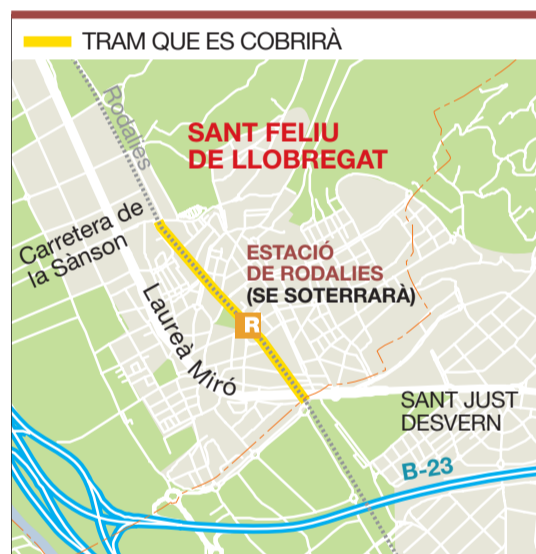 TRAM QUE ES COBRIRÀ
Rodalies
SANT FELIU
DE LLOBREGAT
Carretera de
la Sànson
ESTACIÓ
DE RODALIES
(SE SOTERRARÀ)
R
Laureà Miró
SANT JUST
DESVERN
B-23